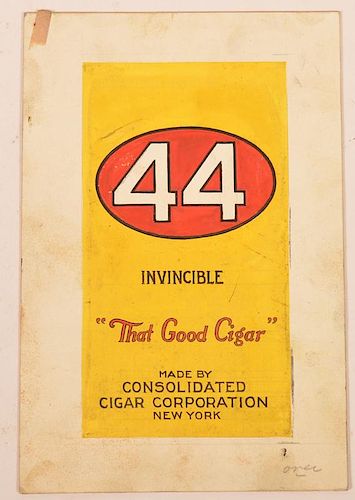 44
INVINCIBLE
"That Good Cigar"
MADE BY
CONSOLIDATED
CIGAR CORPORATION
NEW YORK